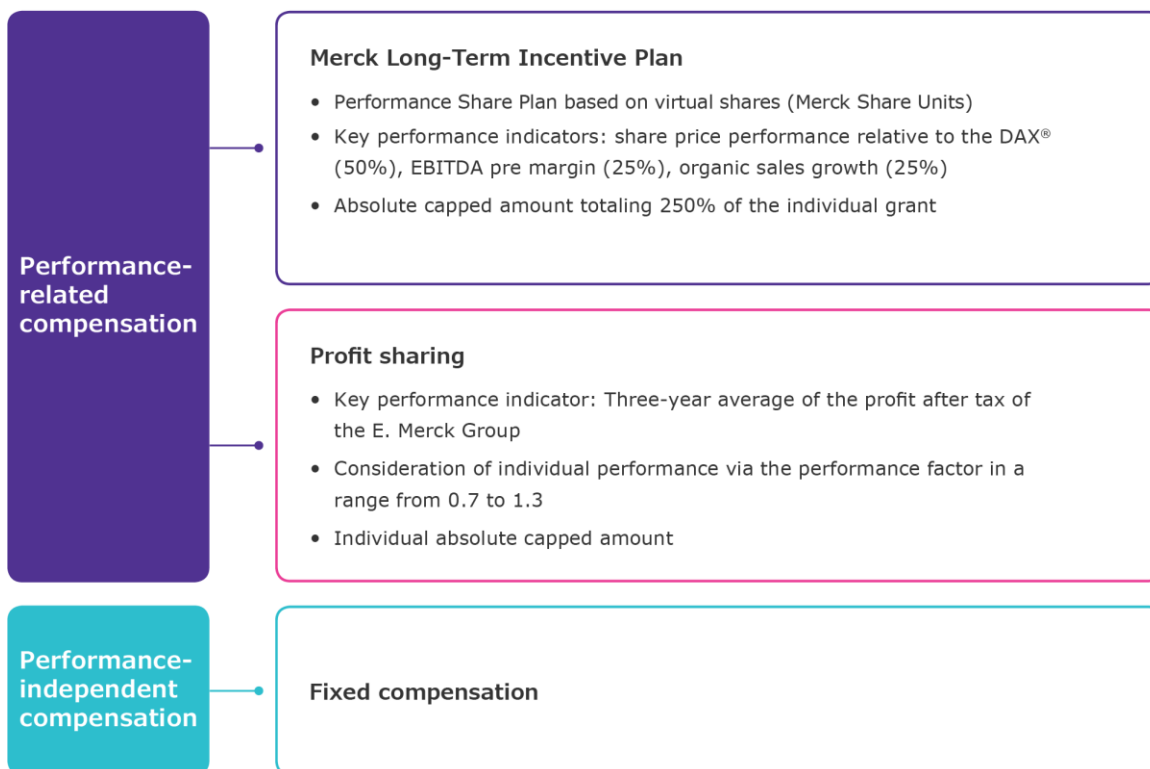 Performance-
related
compensation
Merck Long-Term Incentive Plan
• Performance Share Plan based on virtual shares (Merck Share Units)
• Key performance indicators: share price performance relative to the DAX®
(50%), EBITDA pre margin (25%), organic sales growth (25%)
• Absolute capped amount totaling 250% of the individual grant
Profit sharing
• Key performance indicator: Three-year average of the profit after tax of
the E. Merck Group
• Consideration of individual performance via the performance factor in a
range from 0.7 to 1.3
• Individual absolute capped amount
Performance-
independent
compensation
Fixed compensation